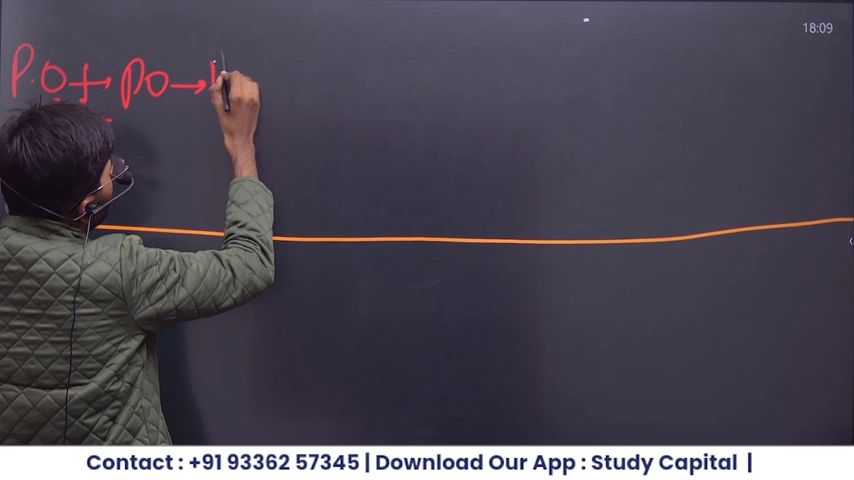 18:09
P.O + PO →
Contact : +91 93362 57345 | Download Our App : Study Capital |